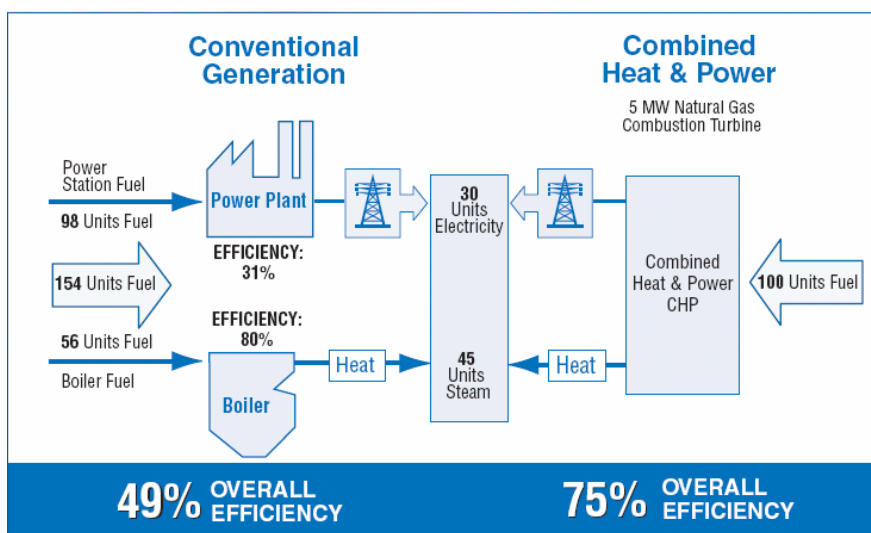 Conventional
Generation
Combined
Heat & Power
5 MW Natural Gas
Combustion Turbine
Power
Station Fuel
98 Units Fuel
Power Plant
EFFICIENCY:
31%
154 Units Fuel
EFFICIENCY:
80%
56 Units Fuel
Boiler Fuel
Boiler
Heat
30
Units
Electricity
45
Units
Steam
Heat
Combined
Heat & Power
CHP
100 Units Fuel
49% OVERALL
EFFICIENCY
75% OVERALL
EFFICIENCY